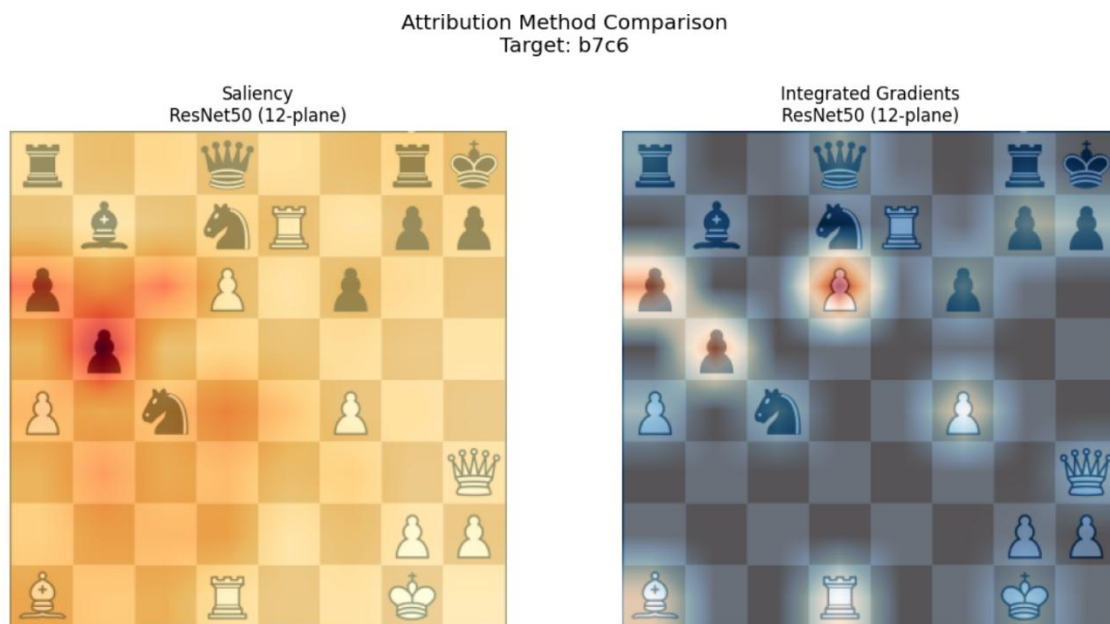 Attribution Method Comparison
Target: b7c6
Saliency
ResNet50 (12-plane)
Integrated Gradients
ResNet50 (12-plane)